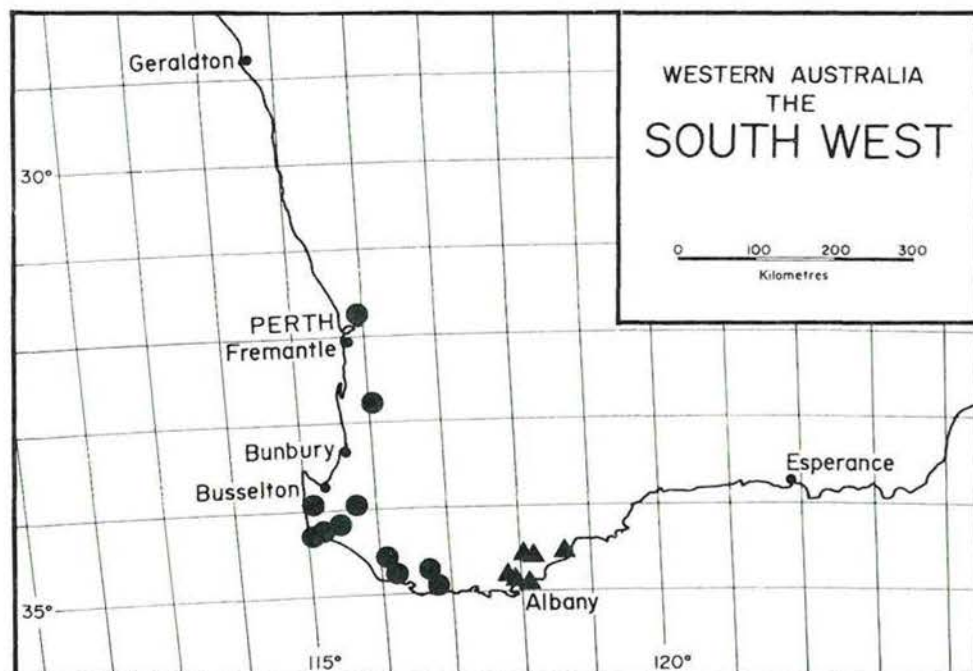 WESTERN AUSTRALIA
THE
SOUTH WEST
0 100 200 300
Kilometres
Geraldton
30°
PERTH
Fremantle
Bunbury
Busselton
Esperance
Albany
35°
115° 120°